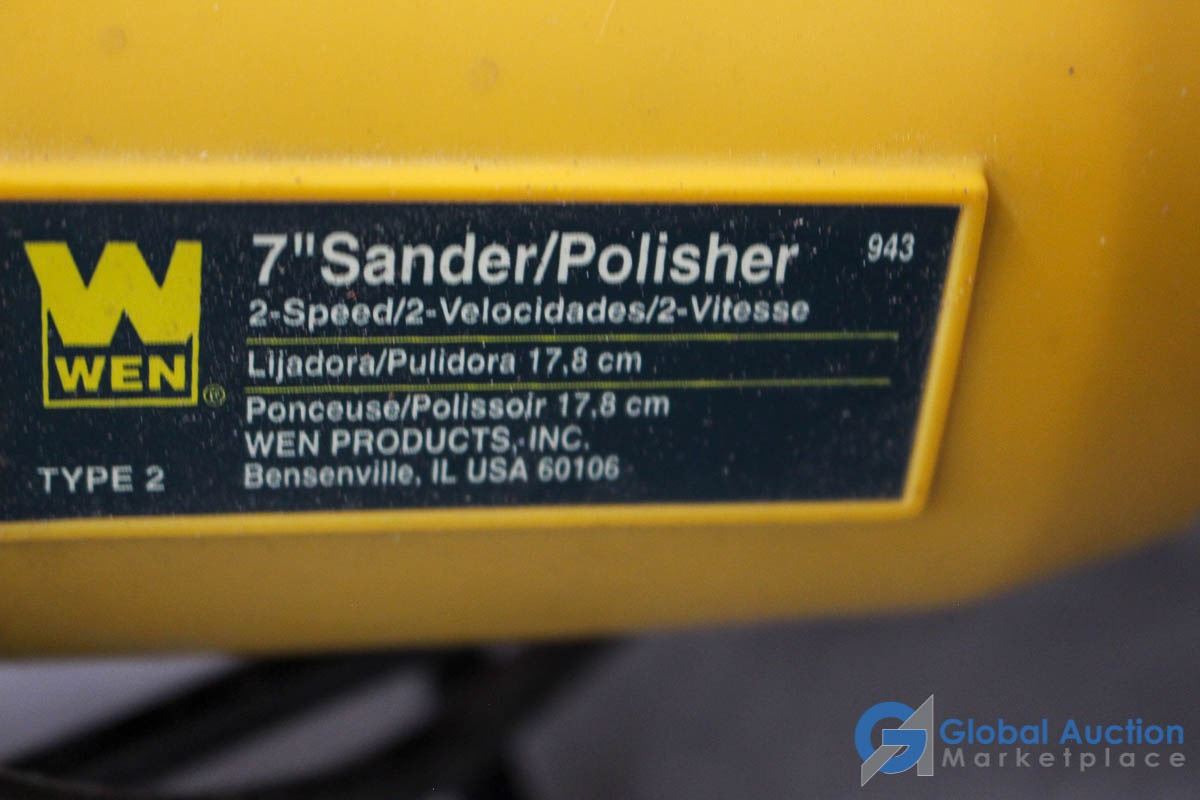 7" Sander/Polisher 943
2-Speed/2-Velocidades/2-Vitesse
Lijadora/Pulidora 17,8 cm
Ponceuse/Polissoir 17,8 cm
WEN PRODUCTS, INC.
Bensenville, IL USA 60106
WEN ®
TYPE 2
Global Auction
Marketplace